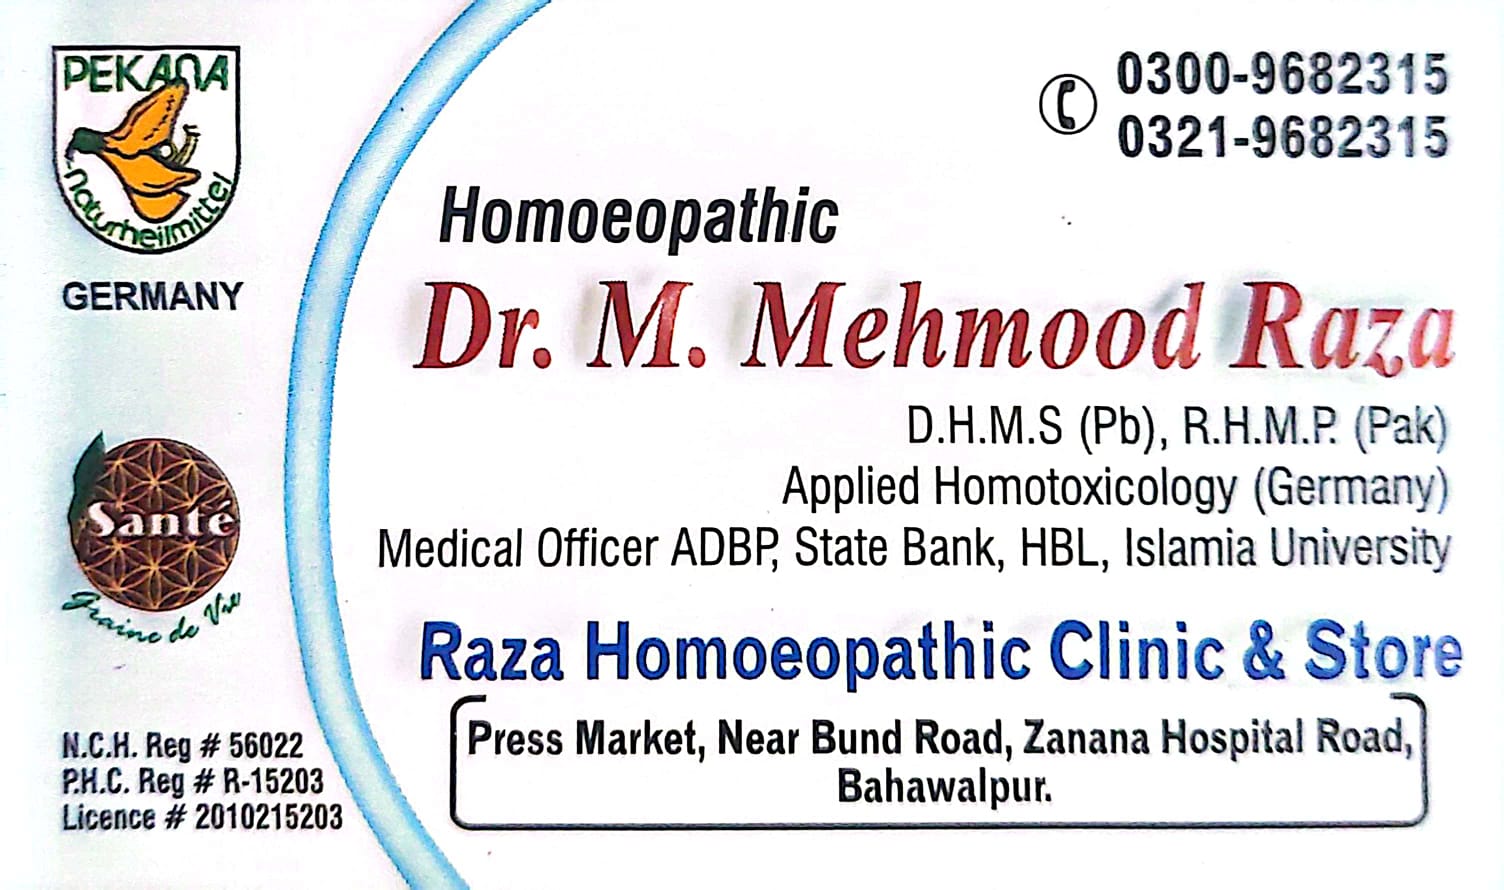 PEKANA
naturheilmittel
GERMANY
Santé
Graine de Vie
N.C.H. Reg # 56022
P.H.C. Reg # R-15203
Licence # 2010215203
0300-9682315
0321-9682315
Homoeopathic
Dr. M. Mehmood Raza
D.H.M.S (Pb), R.H.M.P. (Pak)
Applied Homotoxicology (Germany)
Medical Officer ADBP, State Bank, HBL, Islamia University
Raza Homoeopathic Clinic & Store
Press Market, Near Bund Road, Zanana Hospital Road,
Bahawalpur.